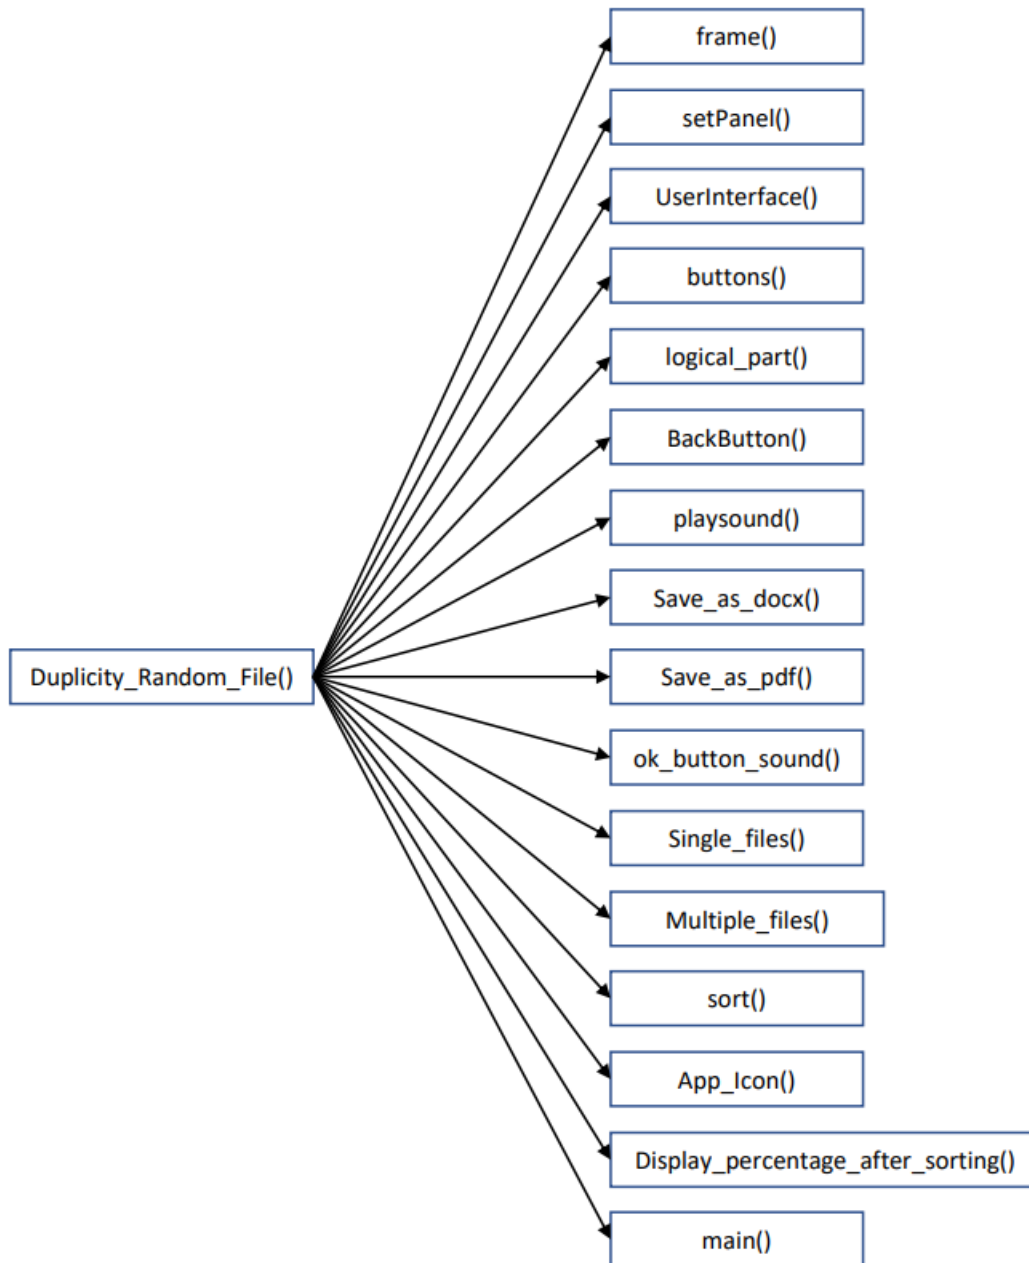 frame()
setPanel()
UserInterface()
buttons()
logical_part()
BackButton()
playsound()
Save_as_docx()
Duplicity_Random_File()
Save_as_pdf()
ok_button_sound()
Single_files()
Multiple_files()
sort()
App_Icon()
Display_percentage_after_sorting()
main()